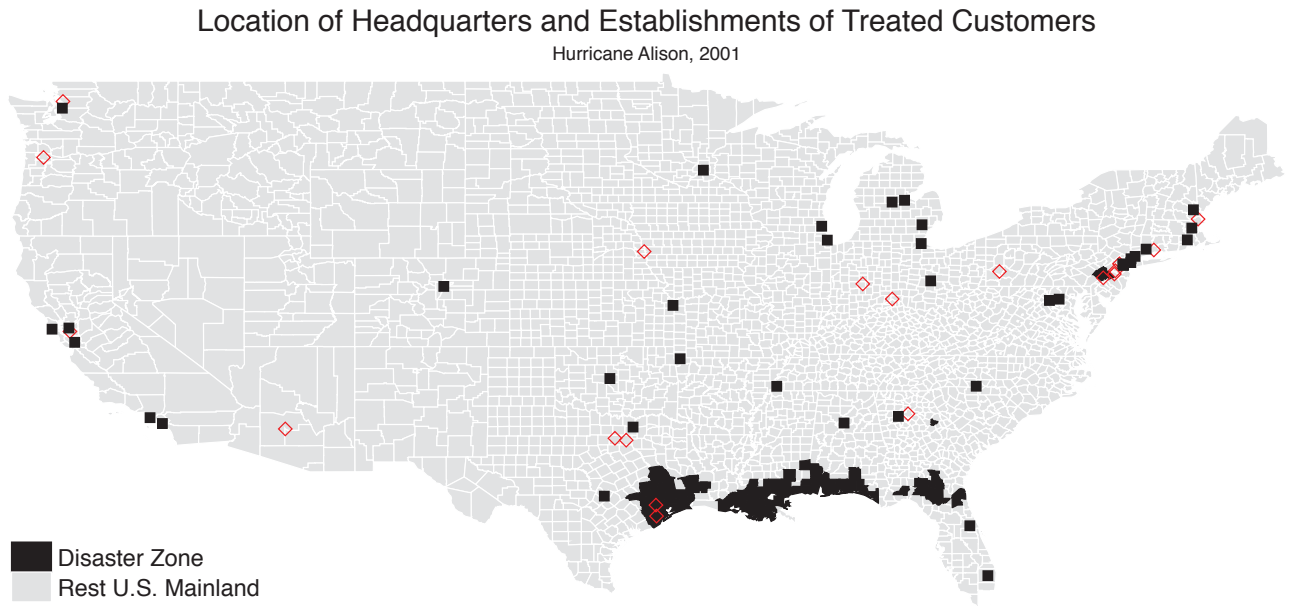 Location of Headquarters and Establishments of Treated Customers
Hurricane Alison, 2001
Disaster Zone
Rest U.S. Mainland